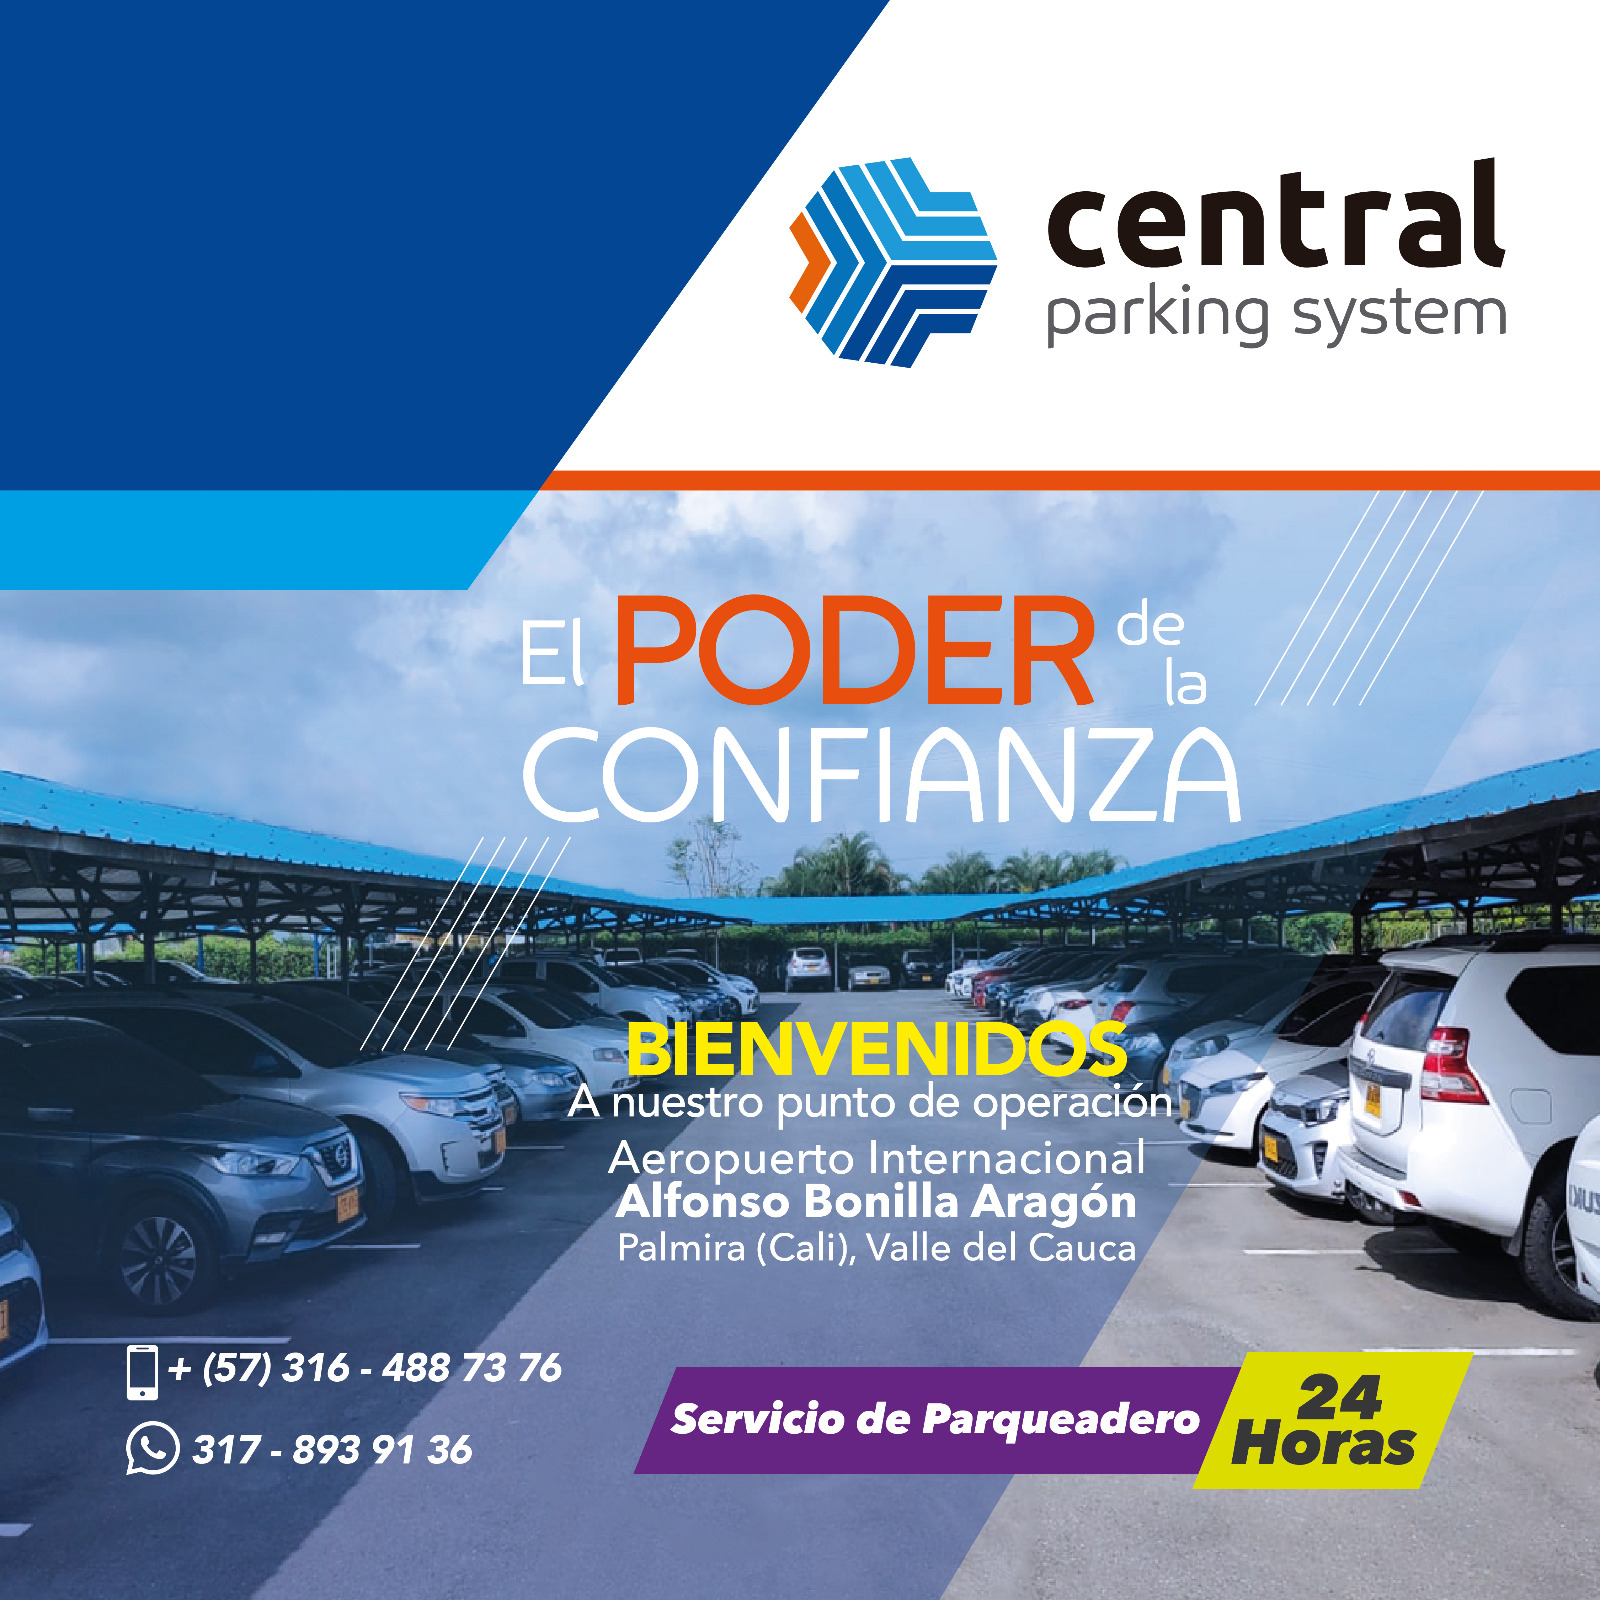 central
parking system
El PODER de la
CONFIANZA
BIENVENIDOS
A nuestro punto de operación
Aeropuerto Internacional
Alfonso Bonilla Aragón
Palmira (Cali), Valle del Cauca
+ (57) 316 - 488 73 76
317 - 893 91 36
Servicio de Parqueadero
24
Horas